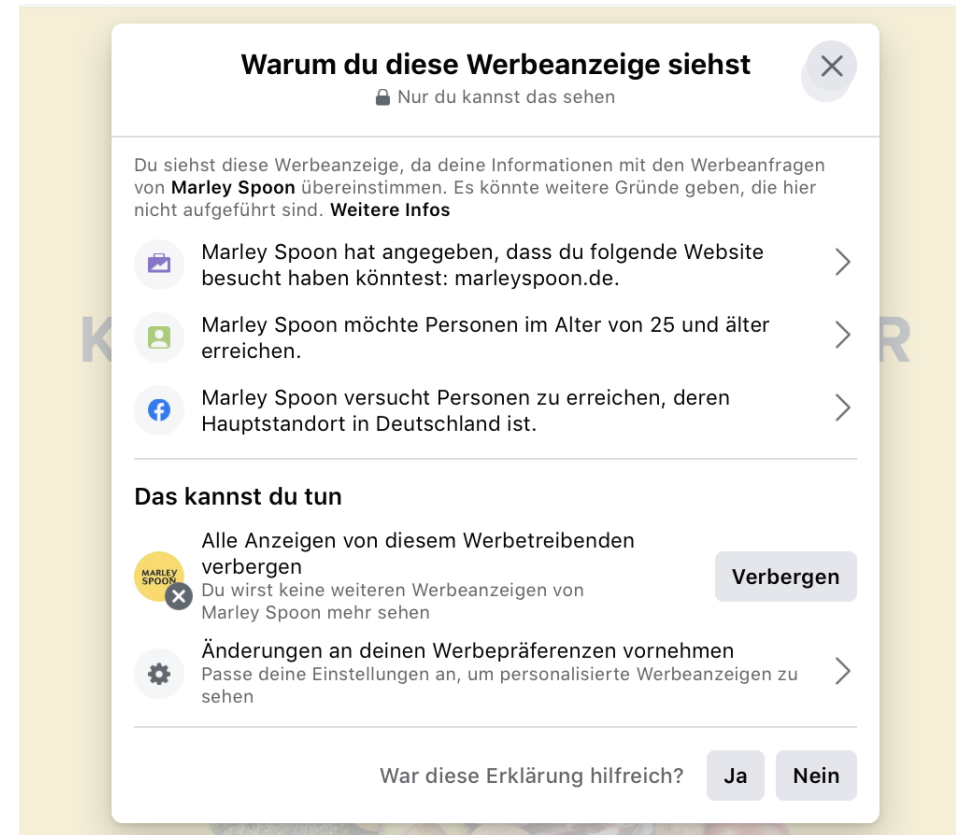 Warum du diese Werbeanzeige siehst
Nur du kannst das sehen
Du siehst diese Werbeanzeige, da deine Informationen mit den Werbeanfragen
von Marley Spoon übereinstimmen. Es könnte weitere Gründe geben, die hier
nicht aufgeführt sind. Weitere Infos
Marley Spoon hat angegeben, dass du folgende Website
besucht haben könntest: marleyspoon.de.
K
R
Marley Spoon möchte Personen im Alter von 25 und älter
erreichen.
Marley Spoon versucht Personen zu erreichen, deren
Hauptstandort in Deutschland ist.
Das kannst du tun
Alle Anzeigen von diesem Werbetreibenden
verbergen
Du wirst keine weiteren Werbeanzeigen von
Marley Spoon mehr sehen
MARLEY
SPOON
Verbergen
Änderungen an deinen Werbepräferenzen vornehmen
Passe deine Einstellungen an, um personalisierte Werbeanzeigen zu
sehen
War diese Erklärung hilfreich? Ja Nein